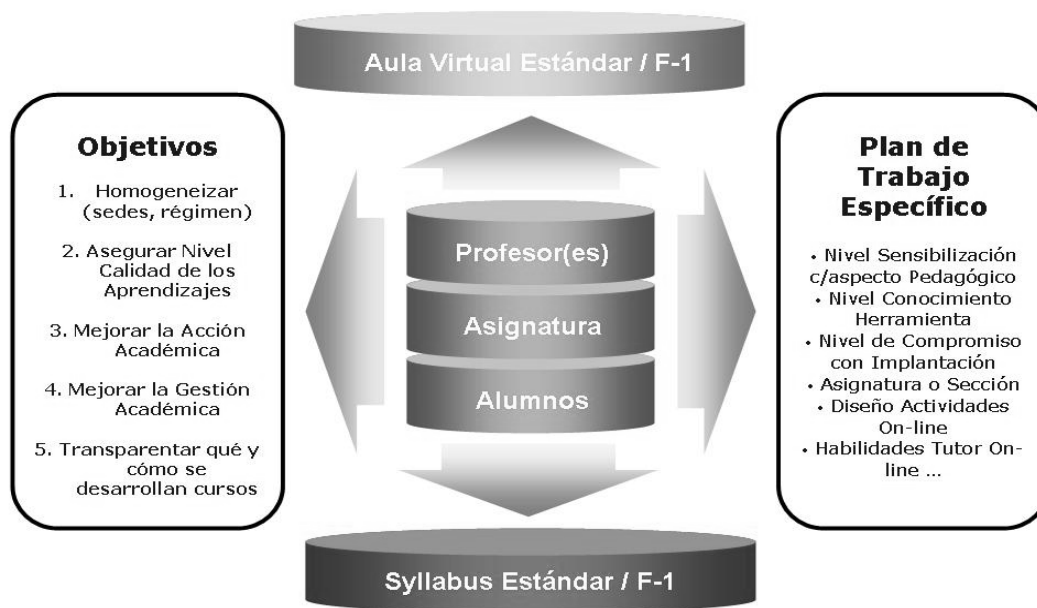 Aula Virtual Estándar / F-1
Objetivos
1. Homogeneizar
(sedes, régimen)
2. Asegurar Nivel
Calidad de los
Aprendizajes
3. Mejorar la Acción
Académica
4. Mejorar la Gestión
Académica
5. Transparentar qué y
cómo se
desarrollan cursos
Profesor(es)
Asignatura
Alumnos
Plan de
Trabajo
Específico
• Nivel Sensibilización
c/aspecto Pedagógico
• Nivel Conocimiento
Herramienta
• Nivel de Compromiso
con Implantación
• Asignatura o Sección
• Diseño Actividades
On-line
• Habilidades Tutor On-
line ...
Syllabus Estándar / F-1